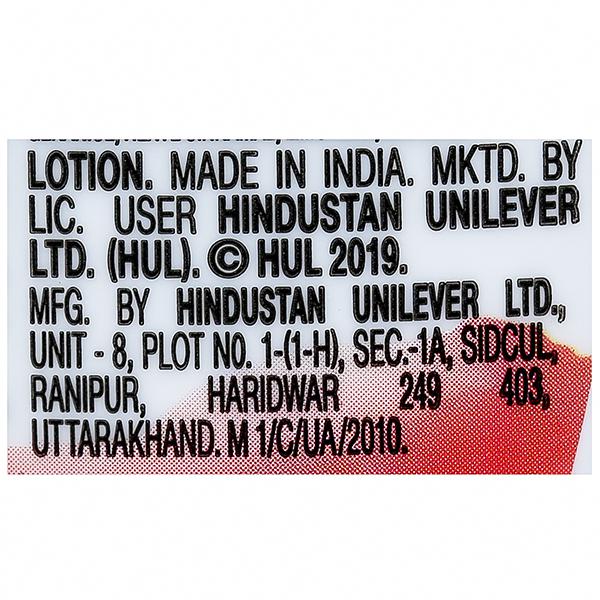 LOTION. MADE IN INDIA. MKTD. BY
LIC. USER HINDUSTAN UNILEVER
LTD. (HUL). © HUL 2019.
MFG. BY HINDUSTAN UNILEVER LTD.,
UNIT - 8, PLOT NO. 1-(1-H), SEC.-1A, SIDCUL,
RANIPUR, HARIDWAR 249 403,
UTTARAKHAND. M 1/C/UA/2010.